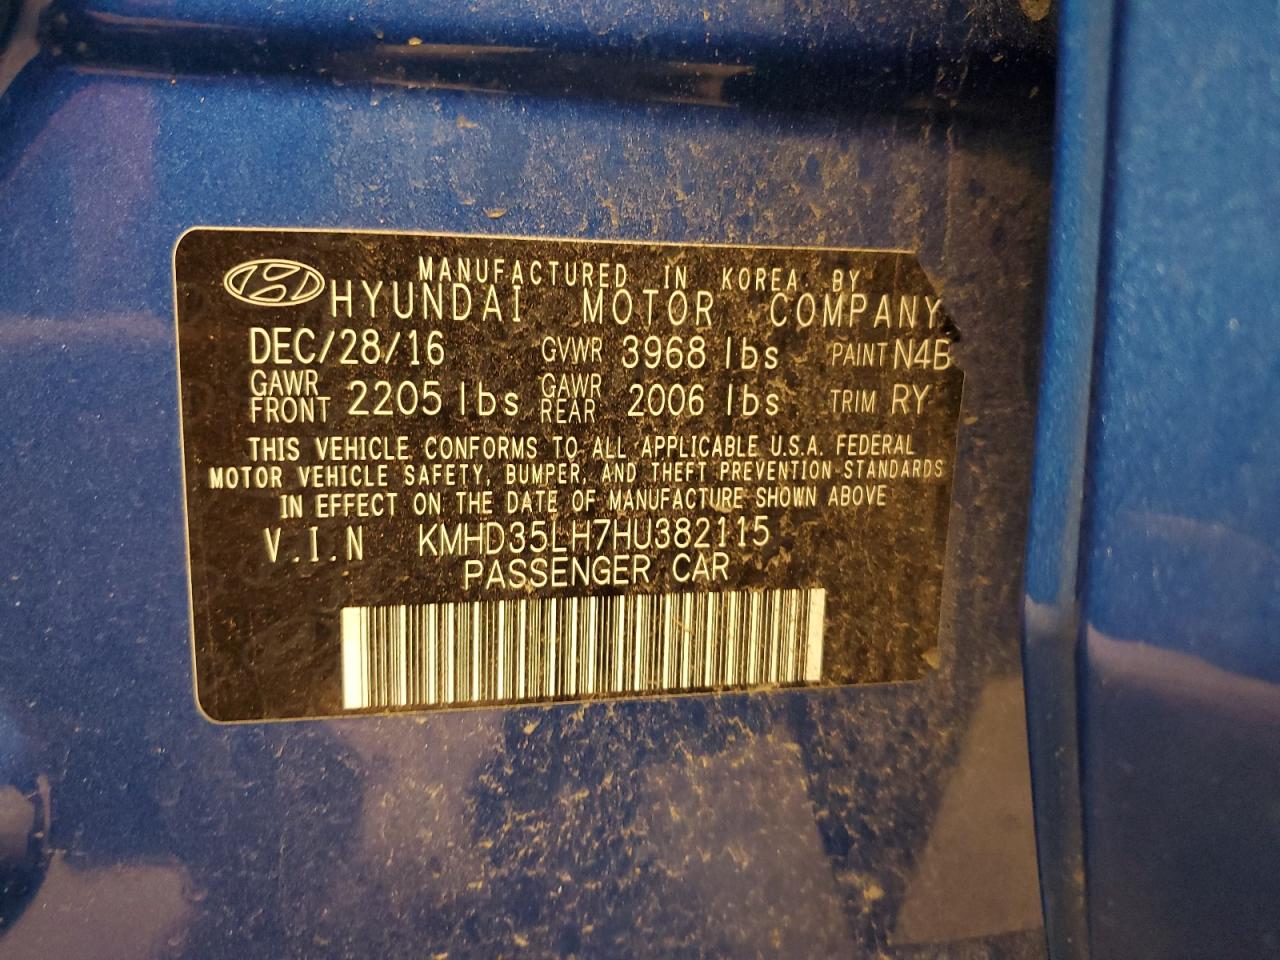 MANUFACTURED IN KOREA BY
HYUNDAI MOTOR COMPANY
DEC/28/16 GVWR 3968 lbs PAINT N4B
GAWR FRONT 2205 lbs GAWR REAR 2006 lbs TRIM RY
THIS VEHICLE CONFORMS TO ALL APPLICABLE U.S.A. FEDERAL
MOTOR VEHICLE SAFETY, BUMPER, AND THEFT PREVENTION STANDARDS
IN EFFECT ON THE DATE OF MANUFACTURE SHOWN ABOVE
V.I.N KMHD35LH7HU382115
PASSENGER CAR